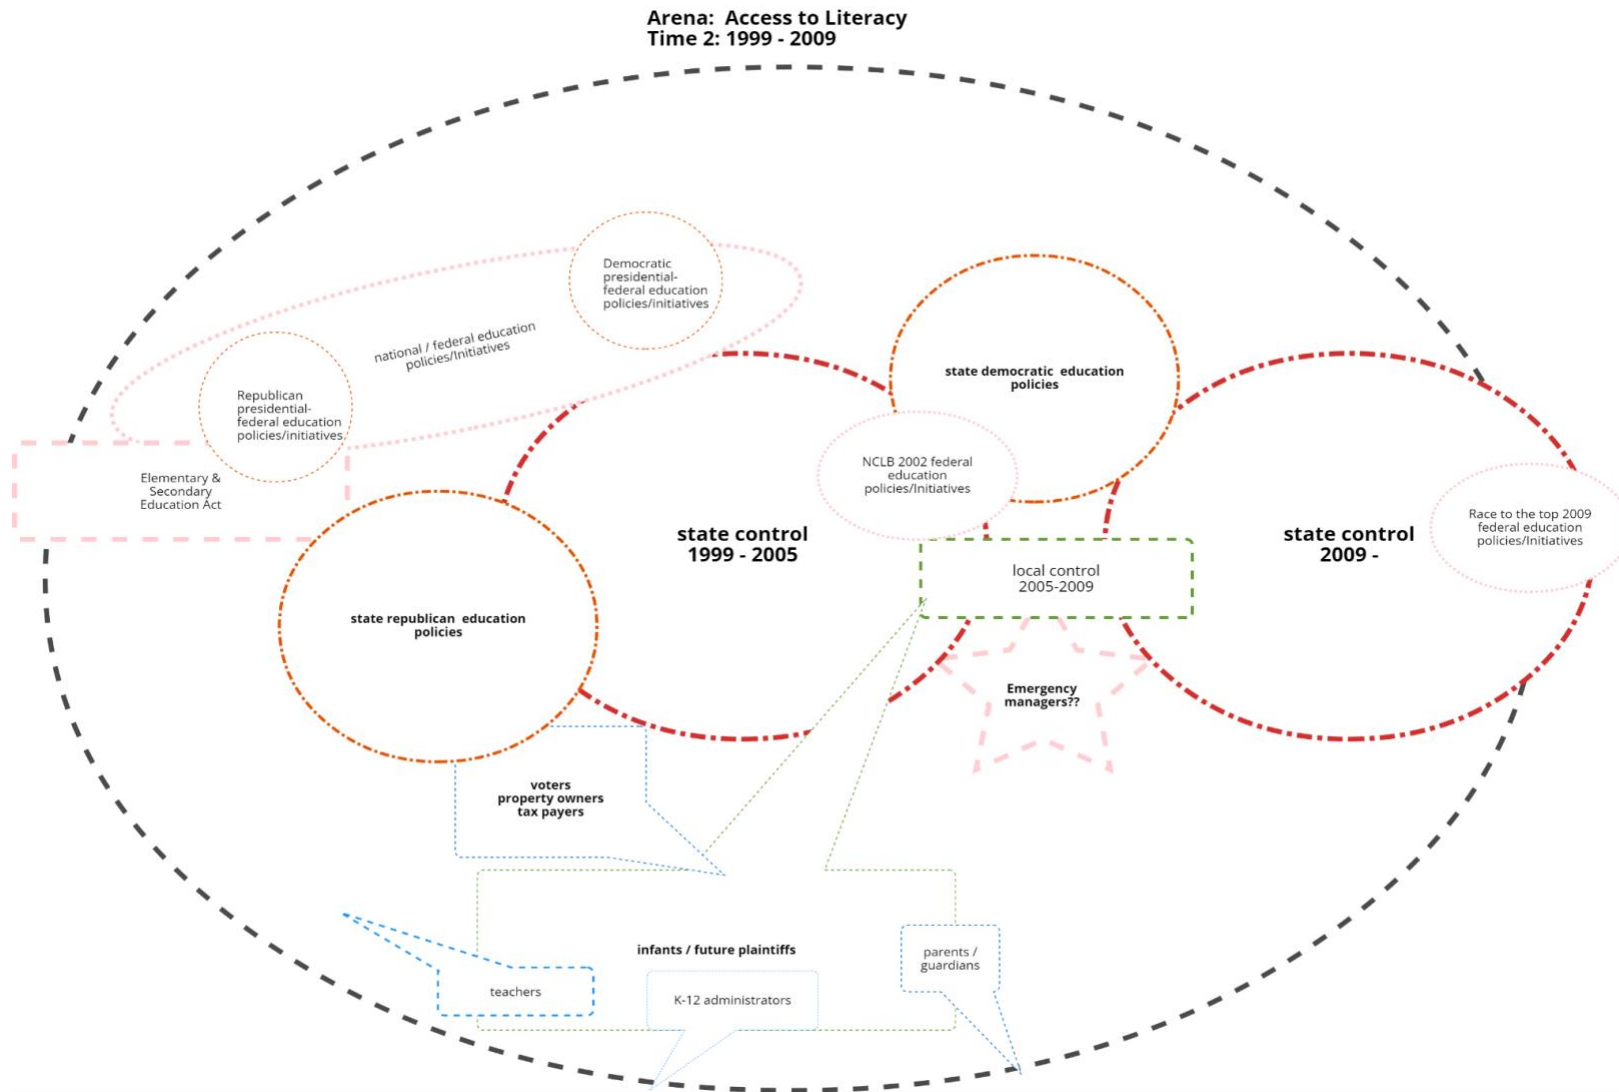 Arena: Access to Literacy
Time 2: 1999 - 2009
Democratic
presidential-
federal education
policies/initiatives
national / federal education
policies/Initiatives
Republican
presidential-
federal education
policies/initiatives
Elementary &
Secondary
Education Act
state democratic education
policies
NCLB 2002 federal
education
policies/Initiatives
state control
1999 - 2005
state control
2009 -
Race to the top 2009
federal education
policies/Initiatives
local control
2005-2009
state republican education
policies
Emergency
managers??
voters
property owners
tax payers
infants / future plaintiffs
parents /
guardians
teachers
K-12 administrators